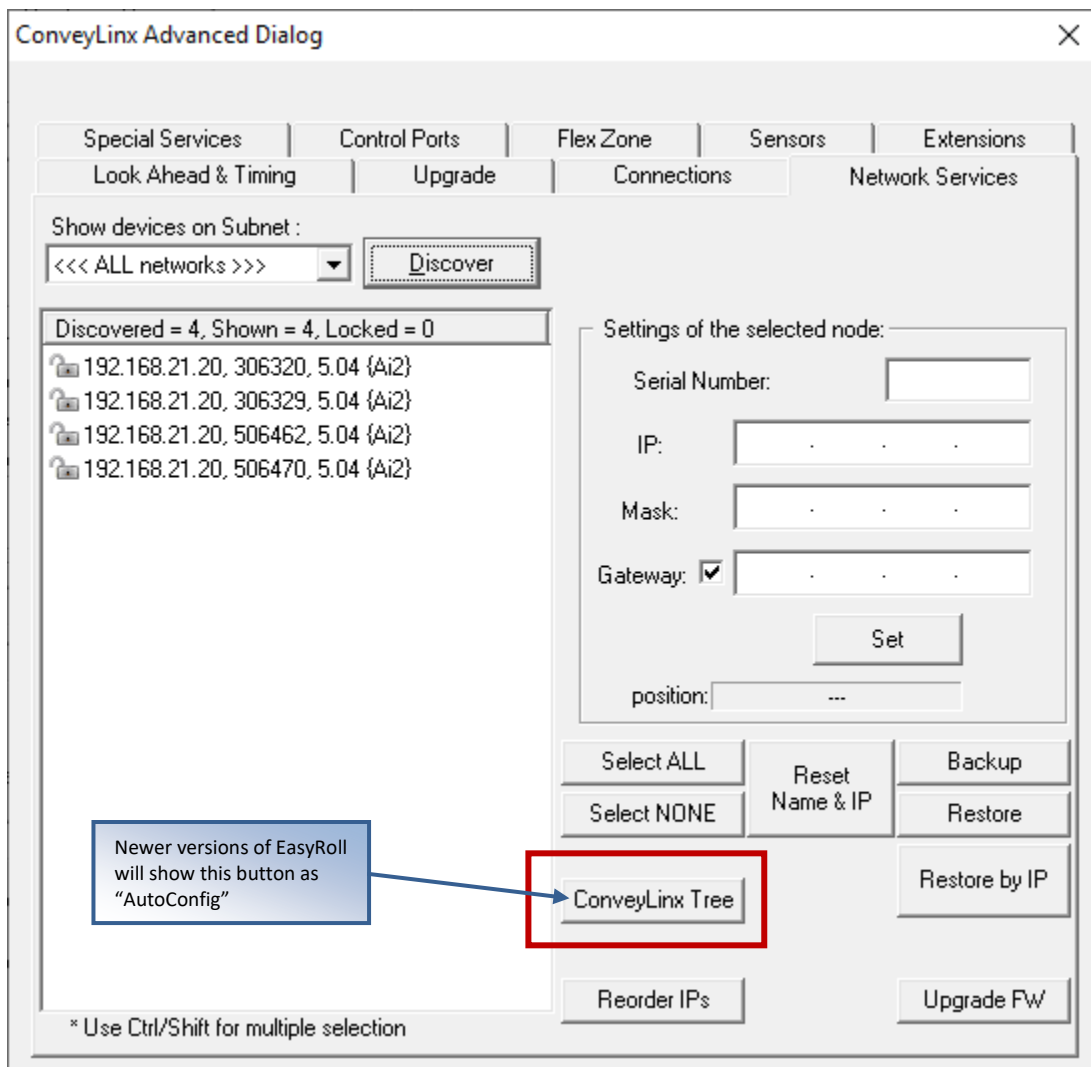 ConveyLinx Advanced Dialog
Special Services
Control Ports
Flex Zone
Sensors
Extensions
Look Ahead & Timing
Upgrade
Connections
Network Services
Show devices on Subnet :
<<< ALL networks >>>
Discover
Discovered = 4, Shown = 4, Locked = 0
192.168.21.20, 306320, 5.04 {Ai2}
192.168.21.20, 306329, 5.04 {Ai2}
192.168.21.20, 506462, 5.04 {Ai2}
192.168.21.20, 506470, 5.04 {Ai2}
* Use Ctrl/Shift for multiple selection
Settings of the selected node:
Serial Number:
IP:
. . .
Mask:
. . .
Gateway:
. . .
Set
position:
---
Select ALL
Select NONE
Reset
Name & IP
Backup
Restore
Newer versions of EasyRoll
will show this button as
“AutoConfig”
ConveyLinx Tree
Restore by IP
Reorder IPs
Upgrade FW